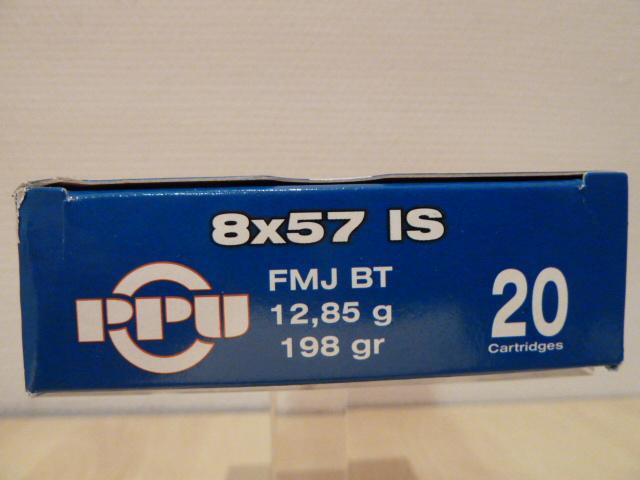 8x57 IS
PPU
FMJ BT
12,85 g
198 gr
20
Cartridges